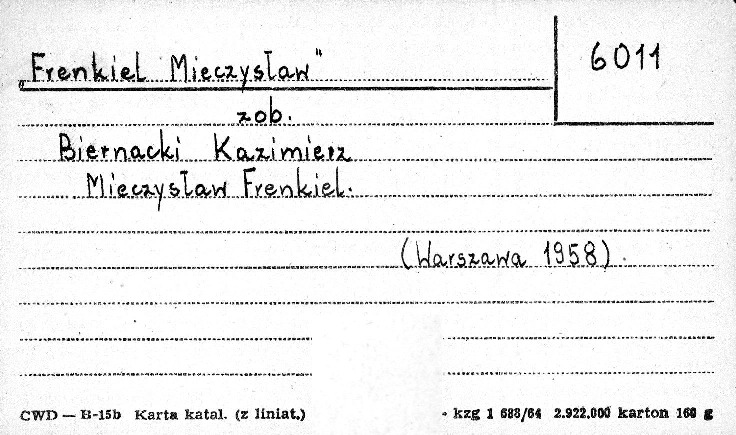 „Frenkiel Mieczysław"
6011
zob.
Biernacki Kazimierz
Mieczysław Frenkiel.
(Warszawa 1958).
CWD — B-15b Karta katal. (z liniat.)
kzg 1 688/64 2.922.000 karton 160 g